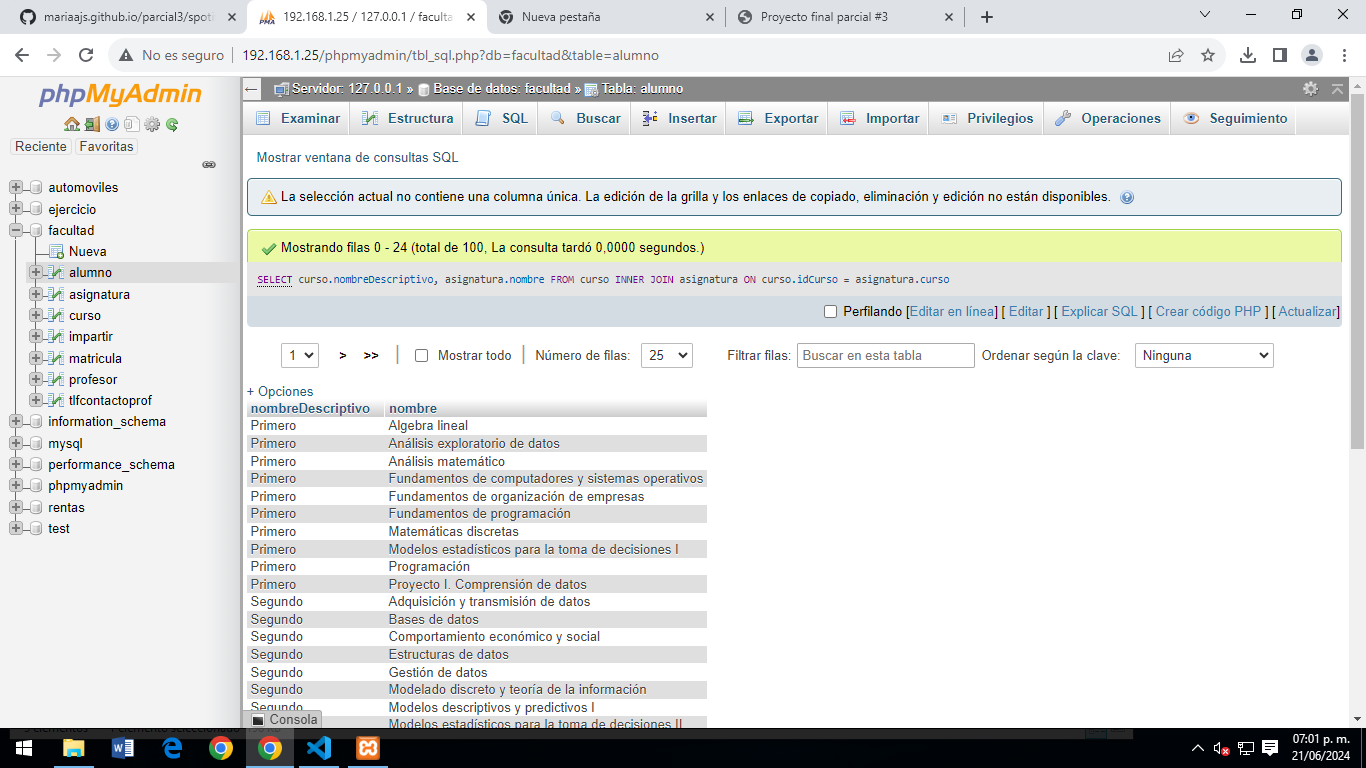 mariaajs.github.io/parcial3/spoti
192.168.1.25 / 127.0.0.1 / faculta
Nueva pestaña
Proyecto final parcial #3
No es seguro
192.168.1.25/phpmyadmin/tbl_sql.php?db=facultad&table=alumno
phpMyAdmin
Reciente
Favoritas
automoviles
ejercicio
facultad
Nueva
alumno
asignatura
curso
impartir
matricula
profesor
tlfcontactoprof
information_schema
mysql
performance_schema
phpmyadmin
rentas
test
Servidor: 127.0.0.1 » Base de datos: facultad » Tabla: alumno
Examinar Estructura SQL Buscar Insertar Exportar Importar Privilegios Operaciones Seguimiento
Mostrar ventana de consultas SQL
La selección actual no contiene una columna única. La edición de la grilla y los enlaces de copiado, eliminación y edición no están disponibles.
Mostrando filas 0 - 24 (total de 100, La consulta tardó 0,0000 segundos.)
SELECT curso.nombreDescriptivo, asignatura.nombre FROM curso INNER JOIN asignatura ON curso.idCurso = asignatura.curso
Perfilando [Editar en línea] [ Editar ] [ Explicar SQL ] [ Crear código PHP ] [ Actualizar]
1 > >> | Mostrar todo | Número de filas: 25 Filtrar filas: Buscar en esta tabla Ordenar según la clave: Ninguna
+ Opciones
nombreDescriptivo nombre
Primero Algebra lineal
Primero Análisis exploratorio de datos
Primero Análisis matemático
Primero Fundamentos de computadores y sistemas operativos
Primero Fundamentos de organización de empresas
Primero Fundamentos de programación
Primero Matemáticas discretas
Primero Modelos estadísticos para la toma de decisiones I
Primero Programación
Primero Proyecto I. Comprensión de datos
Segundo Adquisición y transmisión de datos
Segundo Bases de datos
Segundo Comportamiento económico y social
Segundo Estructuras de datos
Segundo Gestión de datos
Segundo Modelado discreto y teoría de la información
Segundo Modelos descriptivos y predictivos I
Modelos estadísticos para la toma de decisiones II
Consola
07:01 p. m.
21/06/2024